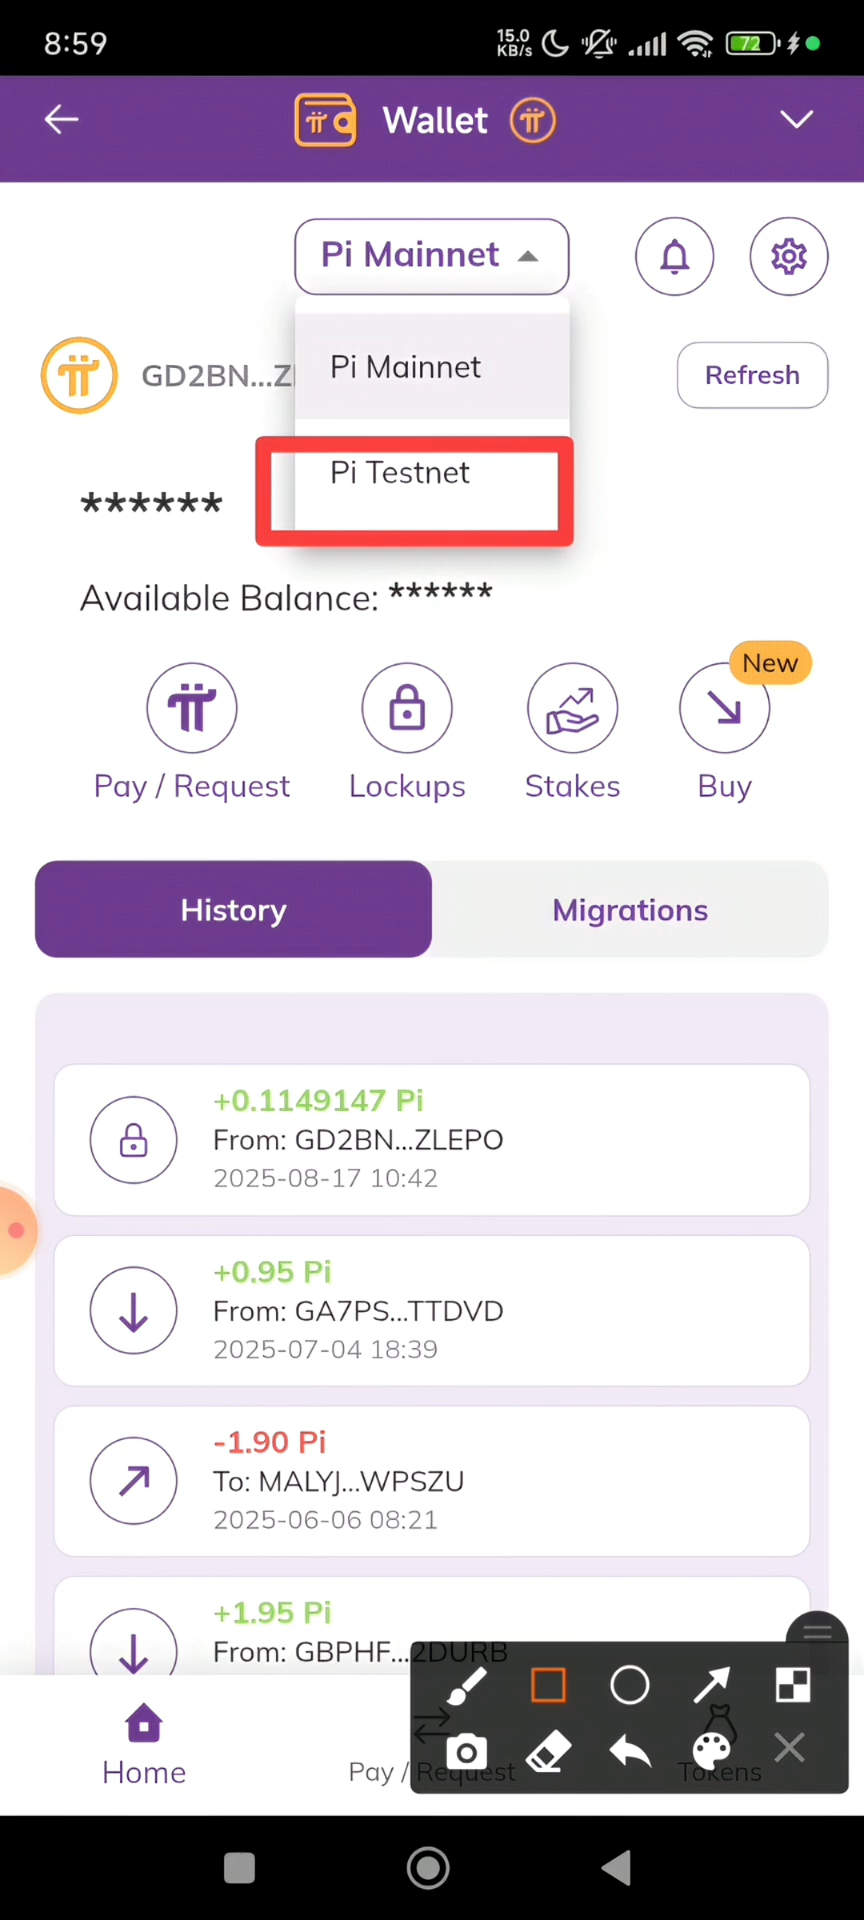 8:59
15.0
KB/s
72
Wallet
Pi Mainnet
Pi Mainnet
GD2BN...Z
Refresh
Pi Testnet
******
Available Balance: ******
New
Pay / Request
Lockups
Stakes
Buy
History
Migrations
+0.1149147 Pi
From: GD2BN...ZLEPO
2025-08-17 10:42
+0.95 Pi
From: GA7PS...TTDVD
2025-07-04 18:39
-1.90 Pi
To: MALYJ...WPSZU
2025-06-06 08:21
+1.95 Pi
From: GBPHF...2DURB
Home
Pay / Request
Tokens